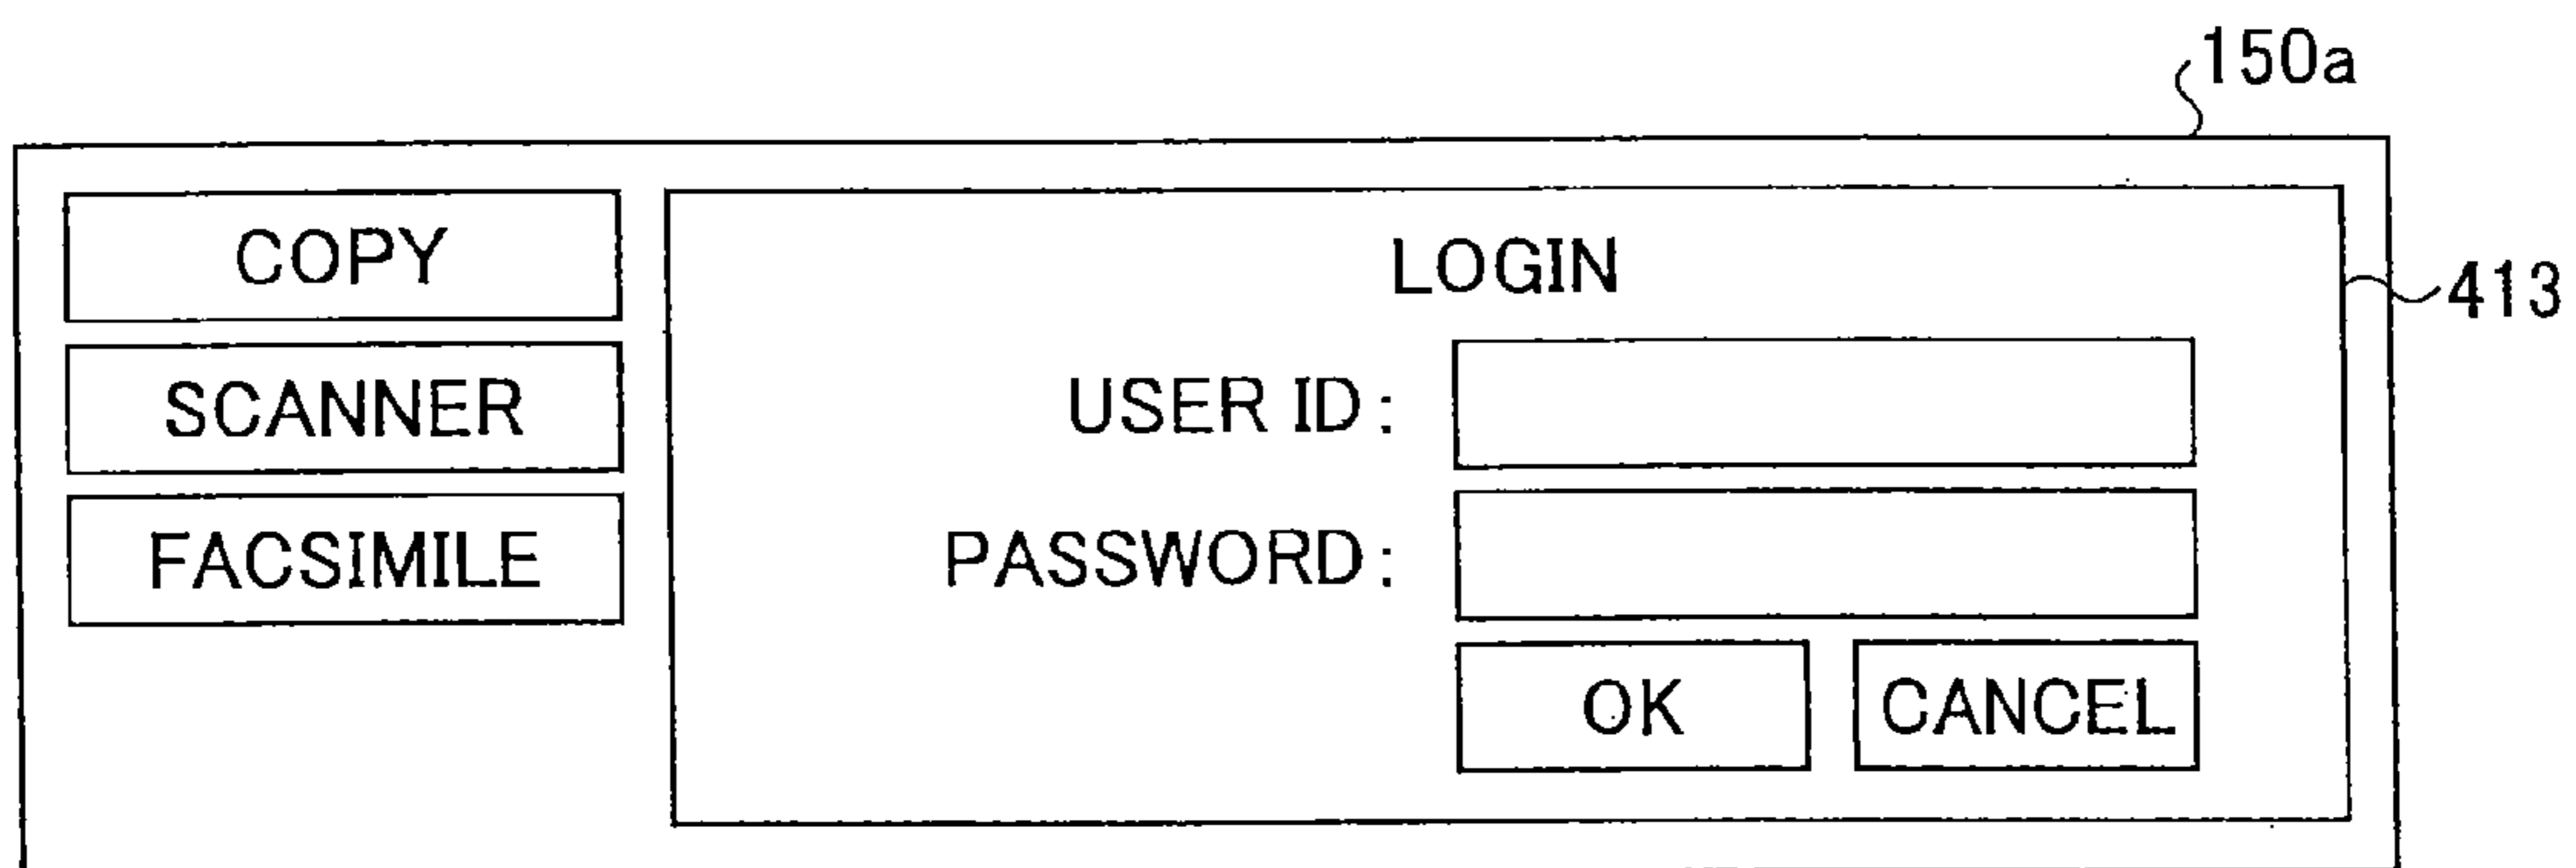 150a
COPY
SCANNER
FACSIMILE
LOGIN
413
USER ID:
PASSWORD:
OK
CANCEL